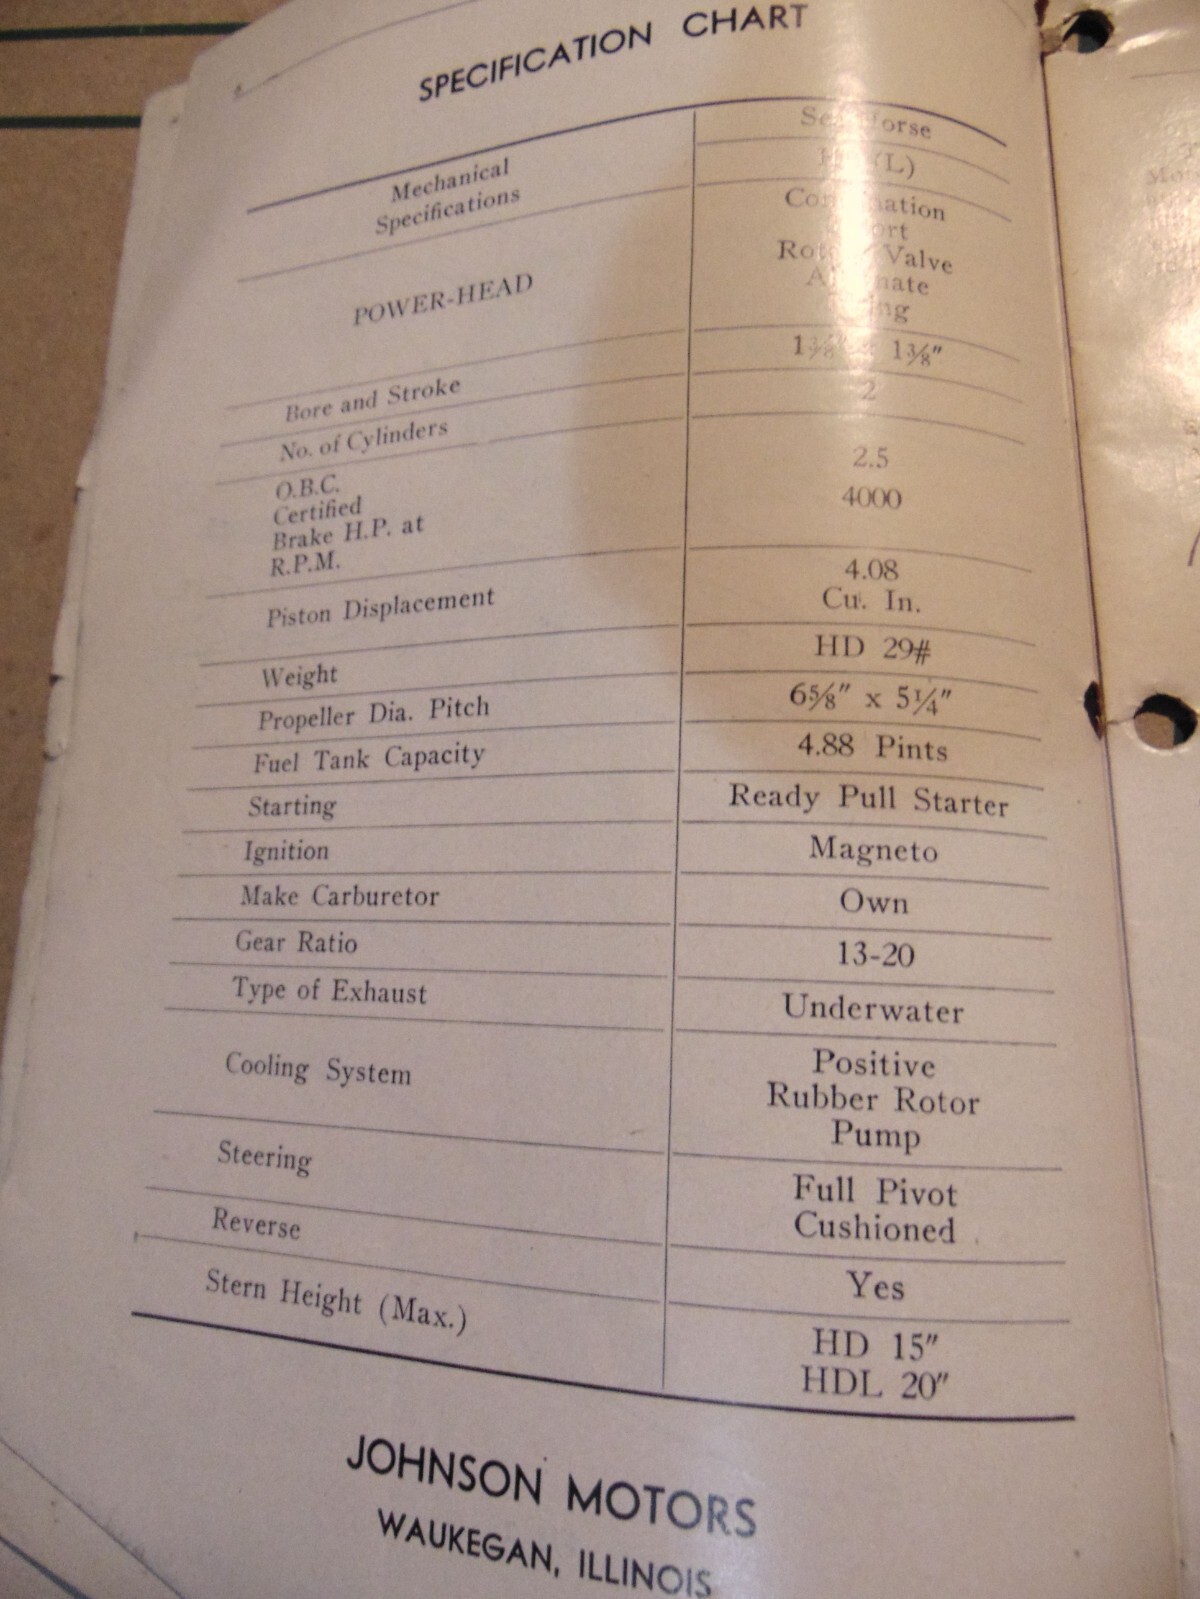 SPECIFICATION CHART
Mechanical
Specifications
POWER-HEAD
Valve
Bore and Stroke 1⅜″ x 1⅜″
No. of Cylinders 2
O.B.C. 2.5
Certified 4000
Brake H.P. at
R.P.M.
Piston Displacement 4.08
Cu. In.
Weight HD 29#
Propeller Dia. Pitch 6⅝″ x 5¼″
Fuel Tank Capacity 4.88 Pints
Starting Ready Pull Starter
Ignition Magneto
Make Carburetor Own
Gear Ratio 13-20
Type of Exhaust Underwater
Cooling System Positive
Rubber Rotor
Pump
Steering Full Pivot
Cushioned
Reverse Yes
Stern Height (Max.) HD 15″
HDL 20″
JOHNSON MOTORS
WAUKEGAN, ILLINOIS